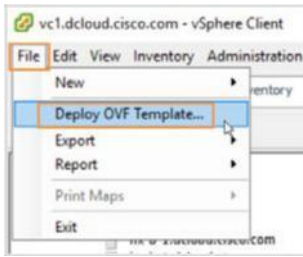 vc1.dcloud.cisco.com - vSphere Client
File Edit View Inventory Administration
New
entory
Deploy OVF Template...
Export
Report
Print Maps
Exit